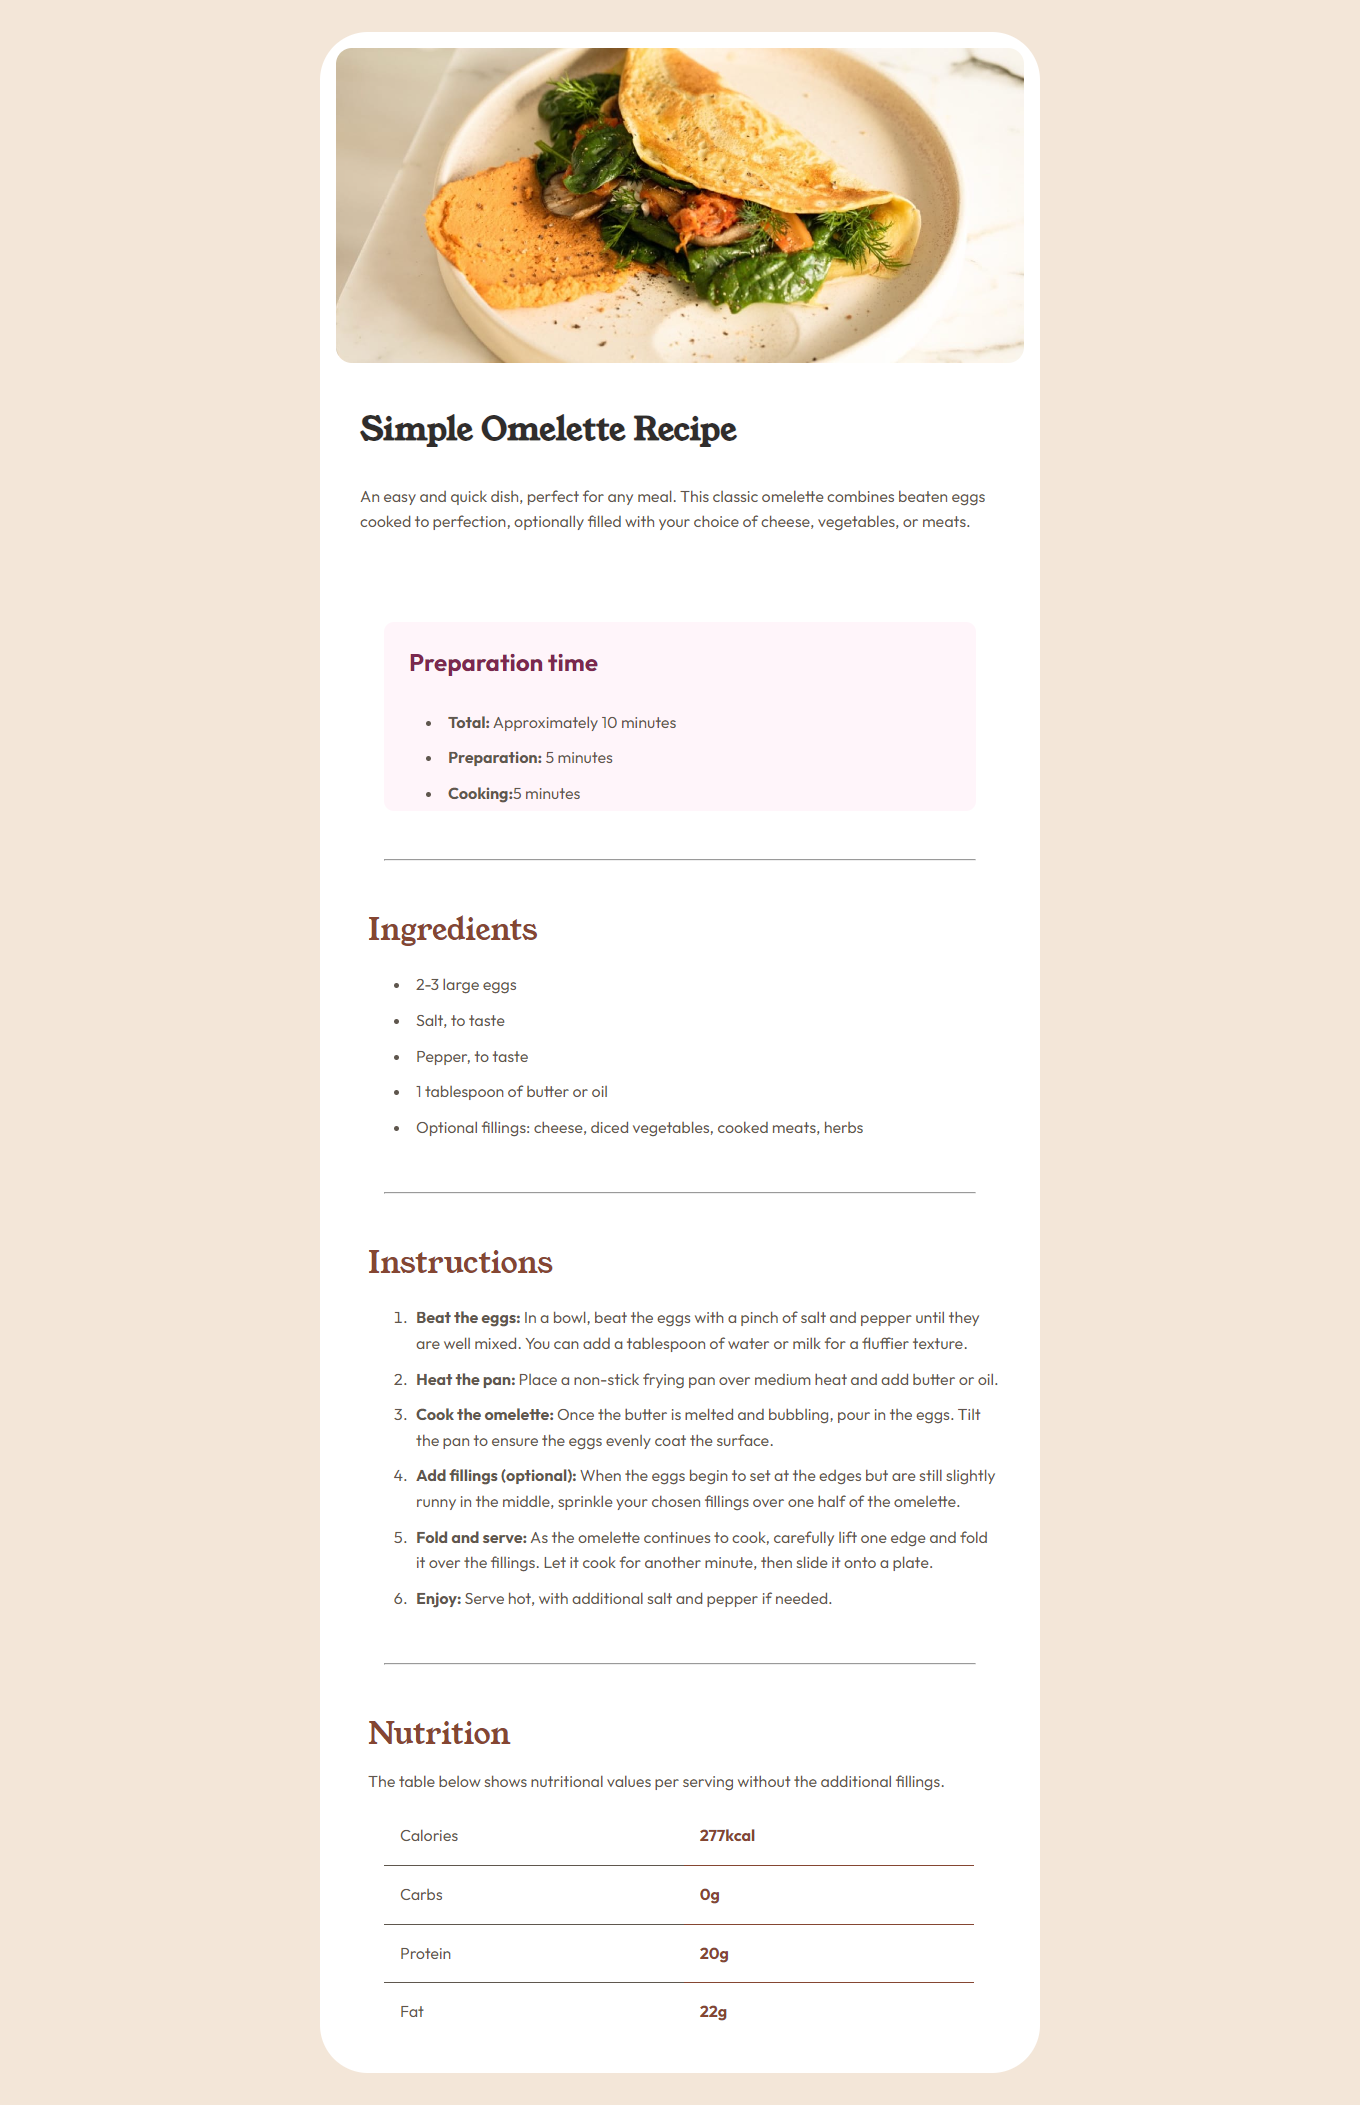 Simple Omelette Recipe
An easy and quick dish, perfect for any meal. This classic omelette combines beaten eggs
cooked to perfection, optionally filled with your choice of cheese, vegetables, or meats.
Preparation time
• Total: Approximately 10 minutes
• Preparation: 5 minutes
• Cooking:5 minutes
Ingredients
• 2-3 large eggs
• Salt, to taste
• Pepper, to taste
• 1 tablespoon of butter or oil
• Optional fillings: cheese, diced vegetables, cooked meats, herbs
Instructions
1. Beat the eggs: In a bowl, beat the eggs with a pinch of salt and pepper until they
are well mixed. You can add a tablespoon of water or milk for a fluffier texture.
2. Heat the pan: Place a non-stick frying pan over medium heat and add butter or oil.
3. Cook the omelette: Once the butter is melted and bubbling, pour in the eggs. Tilt
the pan to ensure the eggs evenly coat the surface.
4. Add fillings (optional): When the eggs begin to set at the edges but are still slightly
runny in the middle, sprinkle your chosen fillings over one half of the omelette.
5. Fold and serve: As the omelette continues to cook, carefully lift one edge and fold
it over the fillings. Let it cook for another minute, then slide it onto a plate.
6. Enjoy: Serve hot, with additional salt and pepper if needed.
Nutrition
The table below shows nutritional values per serving without the additional fillings.
Calories 277kcal
Carbs 0g
Protein 20g
Fat 22g